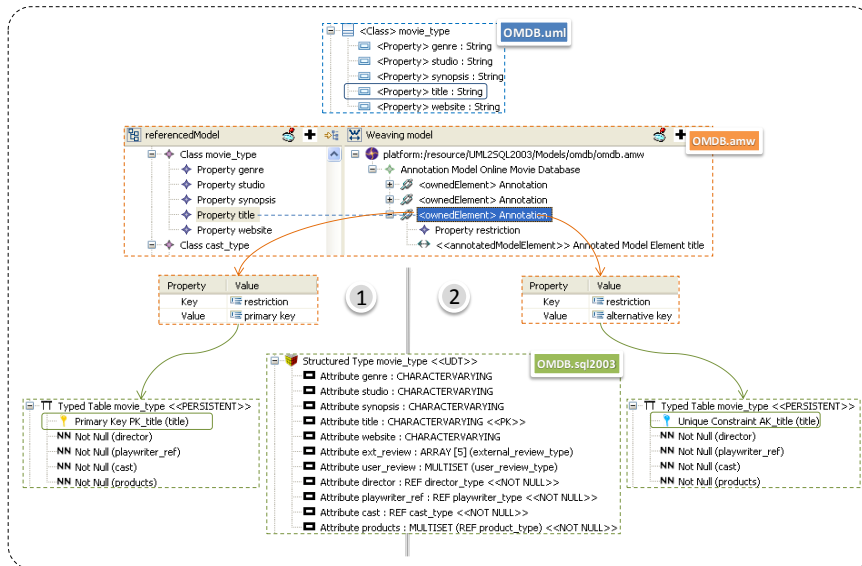 <Class> movie_type
OMDB.uml
<Property> genre : String
<Property> studio : String
<Property> synopsis : String
<Property> title : String
<Property> website : String
referencedModel
Weaving model
OMDB.amw
Class movie_type
Property genre
Property studio
Property synopsis
Property title
Property website
Class cast_type
platform:/resource/UML2SQL2003/Models/omdb/omdb.amw
Annotation Model Online Movie Database
<ownedElement> Annotation
<ownedElement> Annotation
<ownedElement> Annotation
Property restriction
<<annotatedModelElement>> Annotated Model Element title
Property Value
Key restriction
Value primary key
1
2
Property Value
Key restriction
Value alternative key
OMDB.sql2003
Structured Type movie_type <<UDT>>
Attribute genre : CHARACTERVARYING
Attribute studio : CHARACTERVARYING
Attribute synopsis : CHARACTERVARYING
Attribute title : CHARACTERVARYING <<PK>>
Attribute website : CHARACTERVARYING
Attribute ext_review : ARRAY [5] (external_review_type)
Attribute user_review : MULTISET (user_review_type)
Attribute director : REF director_type <<NOT NULL>>
Attribute playwriter_ref : REF playwriter_type <<NOT NULL>>
Attribute cast : REF cast_type <<NOT NULL>>
Attribute products : MULTISET (REF product_type) <<NOT NULL>>
Typed Table movie_type <<PERSISTENT>>
Primary Key PK_title (title)
NN Not Null (director)
NN Not Null (playwriter_ref)
NN Not Null (cast)
NN Not Null (products)
Typed Table movie_type <<PERSISTENT>>
Unique Constraint AK_title (title)
NN Not Null (director)
NN Not Null (playwriter_ref)
NN Not Null (cast)
NN Not Null (products)